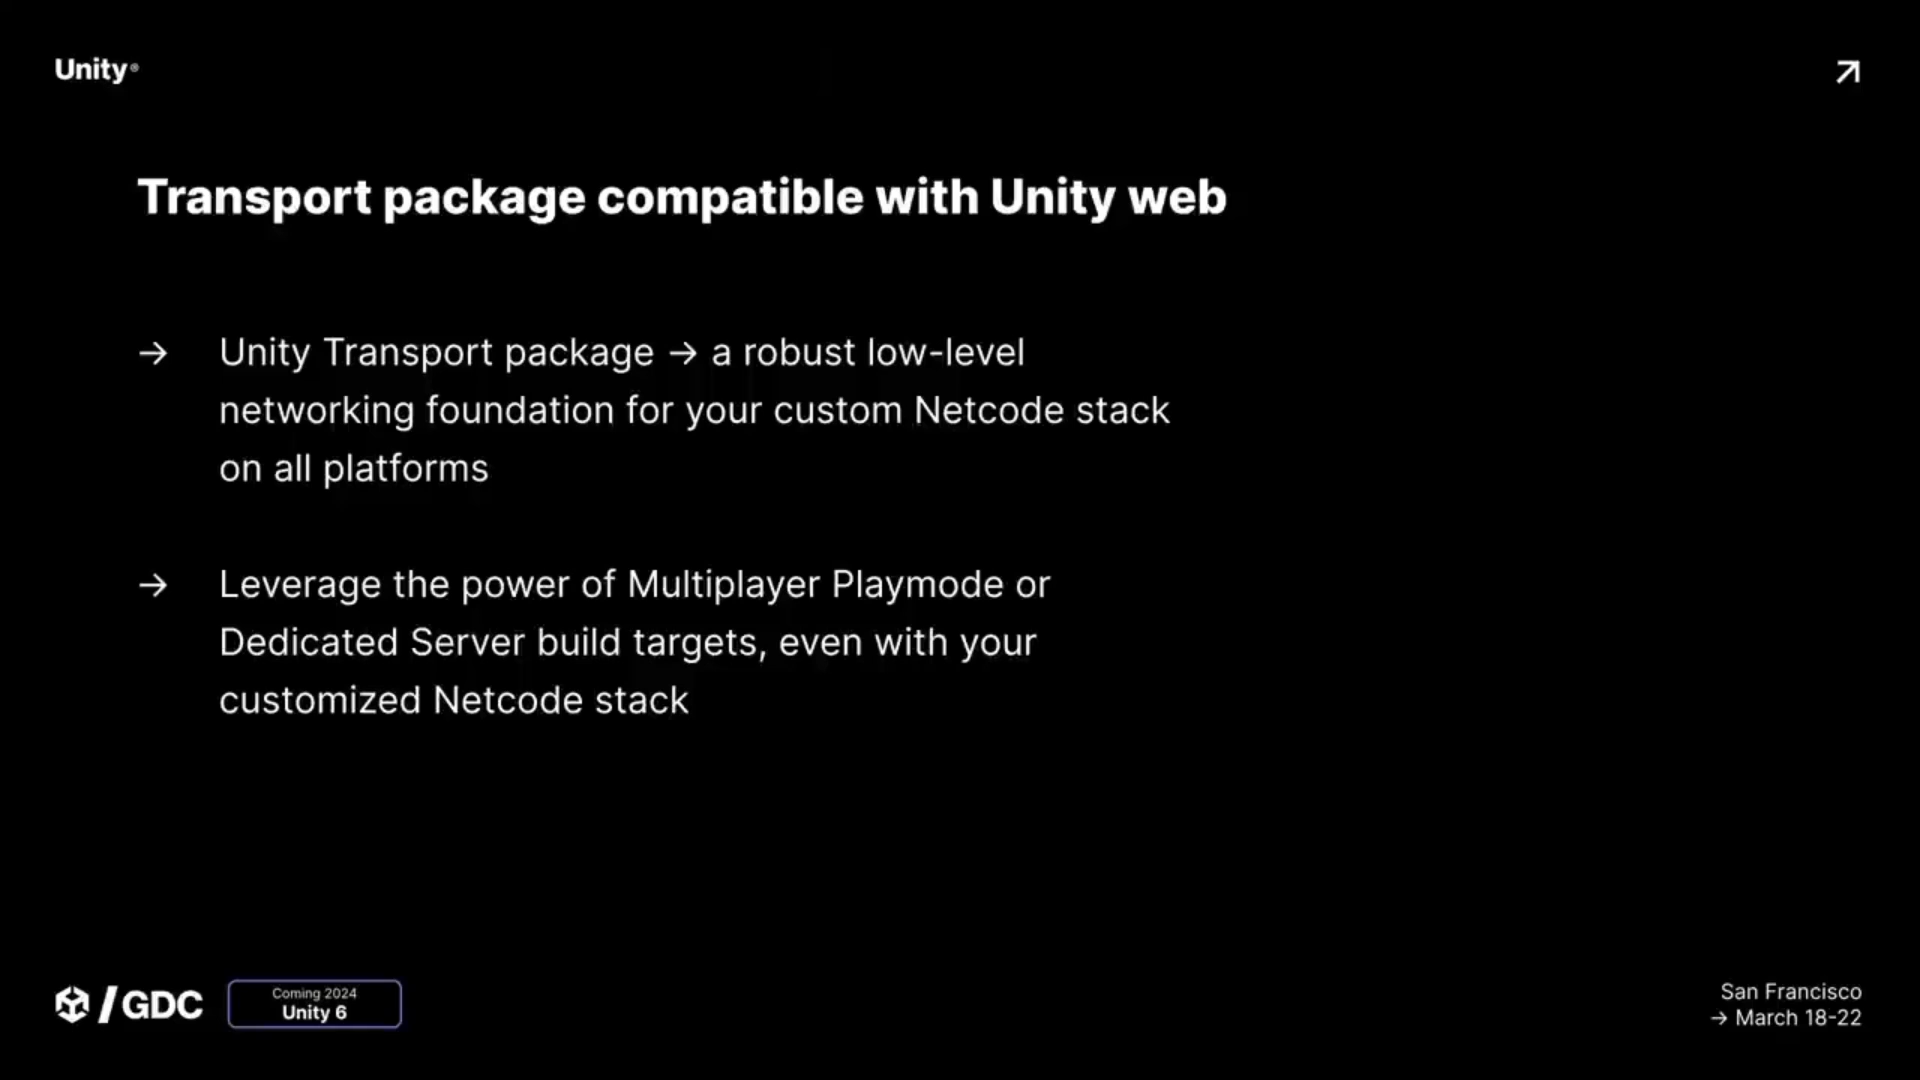 Unity®
Transport package compatible with Unity web
→ Unity Transport package → a robust low-level
networking foundation for your custom Netcode stack
on all platforms
→ Leverage the power of Multiplayer Playmode or
Dedicated Server build targets, even with your
customized Netcode stack
/GDC
Coming 2024
Unity 6
San Francisco
→ March 18-22